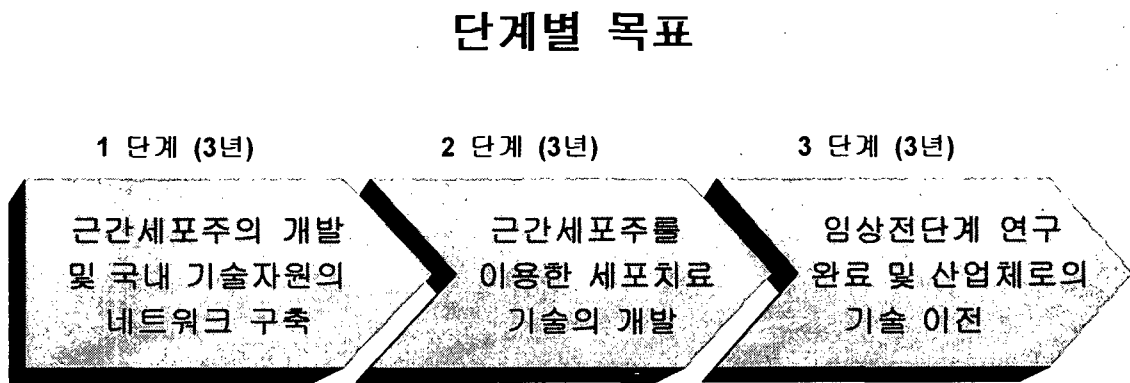 단계별 목표
1 단계 (3년)
2 단계 (3년)
3 단계 (3년)
근간세포주의 개발
및 국내 기술자원의
네트워크 구축
근간세포주를
이용한 세포치료
기술의 개발
임상전단계 연구
완료 및 산업체로의
기술 이전